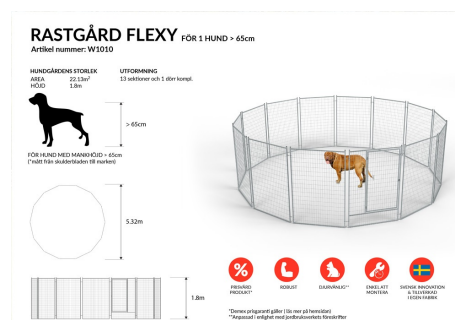 RASTGÅRD FLEXY FÖR 1 HUND > 65cm
Artikel nummer: W1010
HUNDGÅRDENS STORLEK
AREA 22.13m²
HÖJD 1.8m
UTFORMNING
13 sektioner och 1 dörr kompl.
> 65cm
FÖR HUND MED MANKHÖJD > 65cm
(*mått från skulderbladen till marken)
5.32m
1.8m
%
PRISVÄRD
PRODUKT*
ROBUST
DJURVÄNLIG**
ENKELT ATT
MONTERA
SVENSK INNOVATION
& TILLVERKAD
I EGEN FABRIK
*Demex prisgaranti gäller ( läs mer på hemsidan)
**Anpassad i enlighet med jordbruksverkets föreskrifter